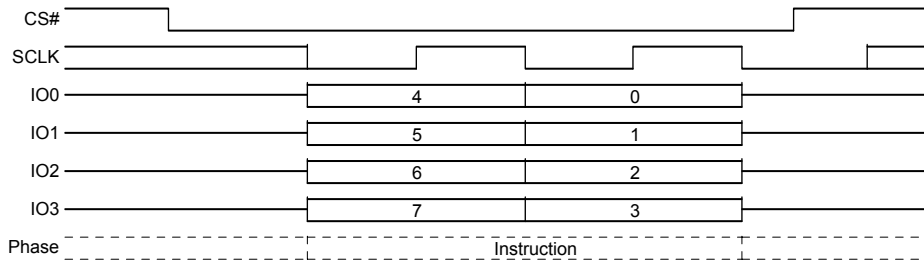 CS#
SCLK
IO0 4 0
IO1 5 1
IO2 6 2
IO3 7 3
Phase Instruction